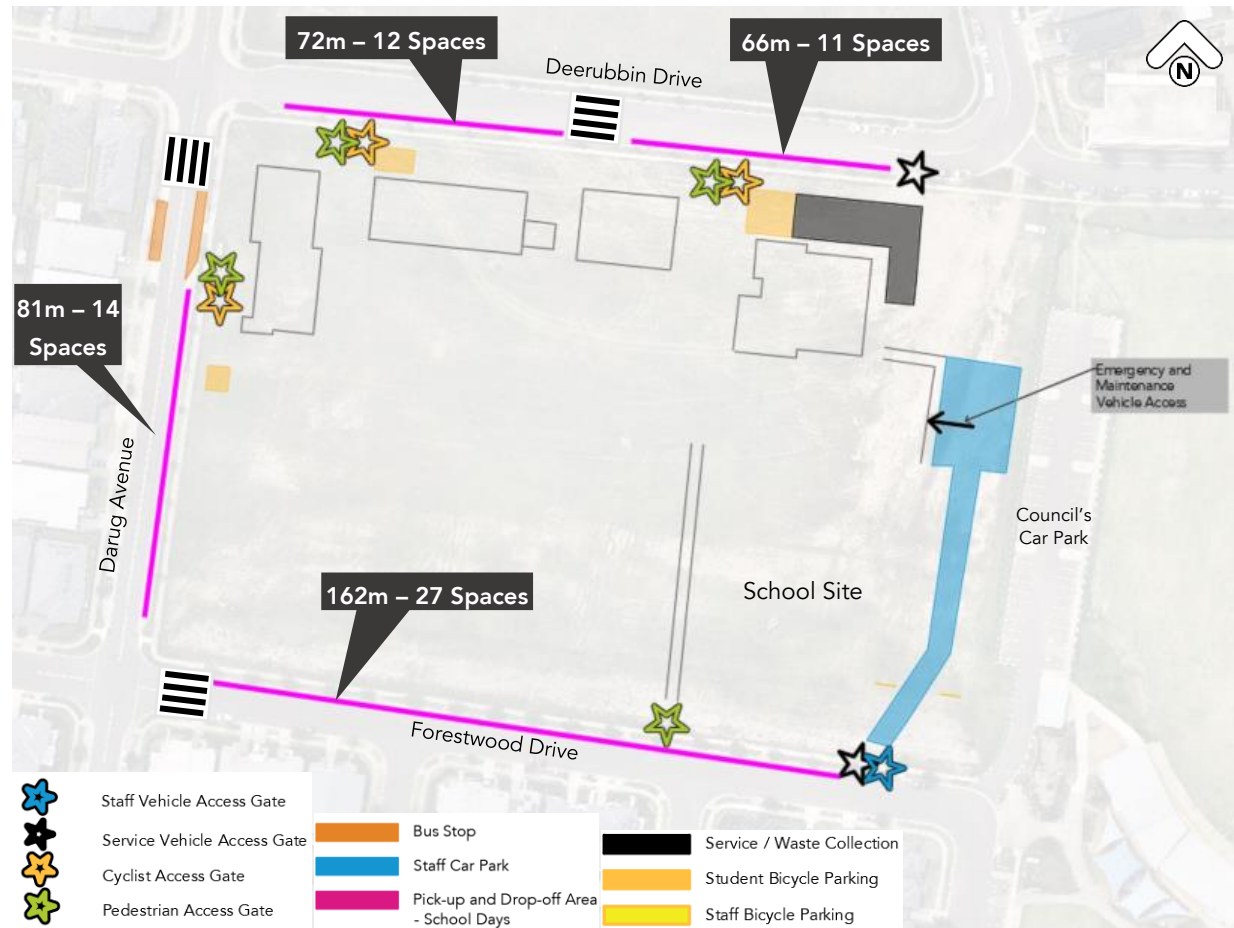 72m – 12 Spaces
66m – 11 Spaces
Deerubbin Drive
N
81m – 14
Spaces
Emergency and
Maintenance
Vehicle Access
Darug Avenue
Council's
Car Park
162m – 27 Spaces
School Site
Forestwood Drive
Staff Vehicle Access Gate
Service Vehicle Access Gate
Cyclist Access Gate
Pedestrian Access Gate
Bus Stop
Staff Car Park
Pick-up and Drop-off Area
- School Days
Service / Waste Collection
Student Bicycle Parking
Staff Bicycle Parking